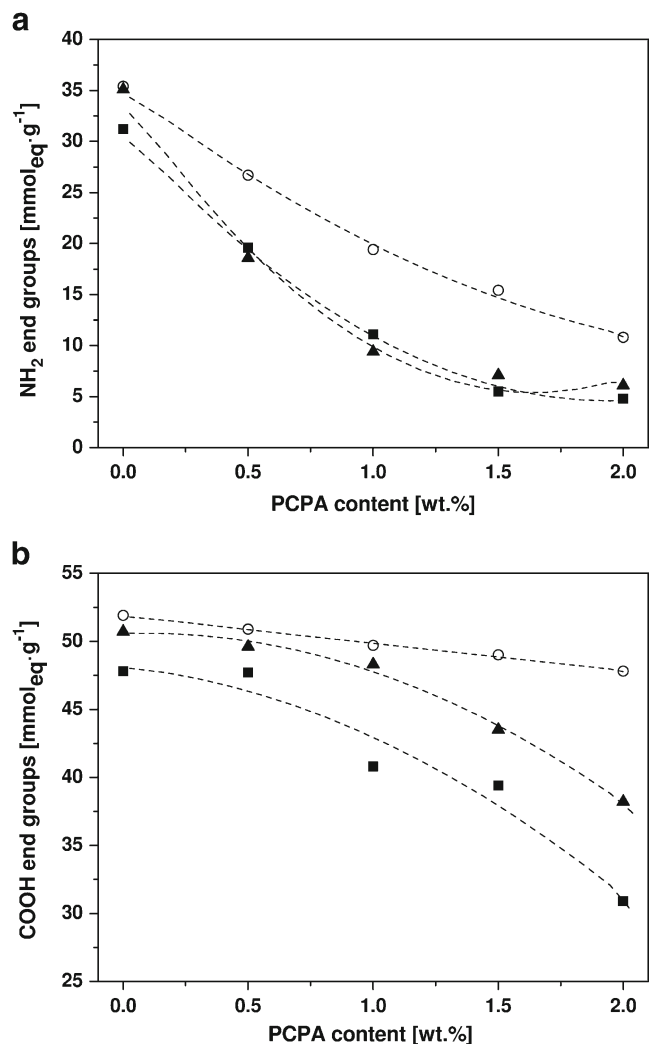 a
40
35
30
25
20
15
10
5
0
NH₂ end groups [mmol_eq·g⁻¹]
0.0 0.5 1.0 1.5 2.0
PCPA content [wt.%]
b
55
50
45
40
35
30
25
COOH end groups [mmol_eq·g⁻¹]
0.0 0.5 1.0 1.5 2.0
PCPA content [wt.%]